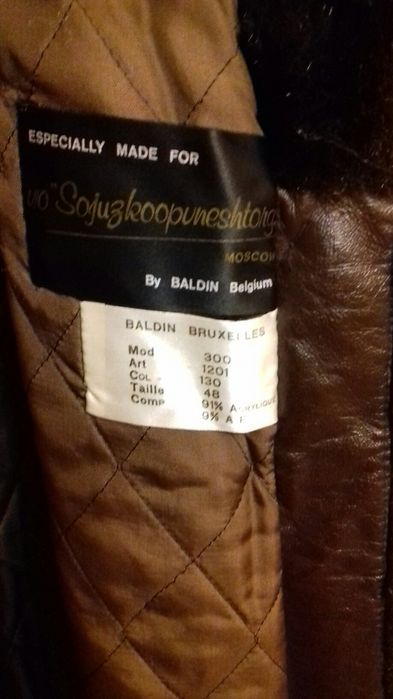 ESPECIALLY MADE FOR
V/O "Sojuzkoopvneshtorg
MOSCOW
By BALDIN Belgium
BALDIN BRUXELLES
Mod 300
Art 1201
COL 130
Taille 48
Comp 91% ACRYLIQUE
9%